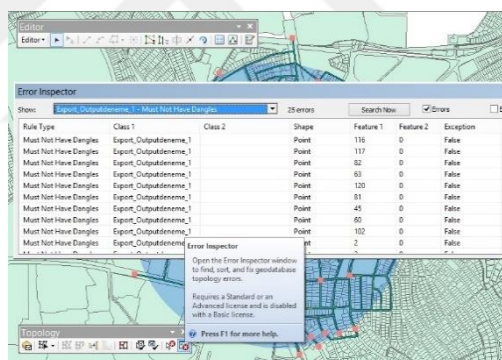 Editor
Editor
Error Inspector
Show: Export_Outputdeneme_1 - Must Not Have Dangles 25 errors Search Now Errors
Rule Type Class 1 Class 2 Shape Feature 1 Feature 2 Exception
Must Not Have Dangles Export_Outputdeneme_1 Point 116 0 False
Must Not Have Dangles Export_Outputdeneme_1 Point 117 0 False
Must Not Have Dangles Export_Outputdeneme_1 Point 82 0 False
Must Not Have Dangles Export_Outputdeneme_1 Point 63 0 False
Must Not Have Dangles Export_Outputdeneme_1 Point 120 0 False
Must Not Have Dangles Export_Outputdeneme_1 Point 81 0 False
Must Not Have Dangles Export_Outputdeneme_1 Point 45 0 False
Must Not Have Dangles Export_Outputdeneme_1 Point 60 0 False
Must Not Have Dangles Export_Outputdeneme_1 Point 102 0 False
Must Not Have Dangles Export_Outputdeneme Point 2 0 False
Error Inspector
Open the Error Inspector window
to find, sort, and fix geodatabase
topology errors.
Requires a Standard or an
Advanced license and is disabled
with a Basic license.
Press F1 for more help.
Topology